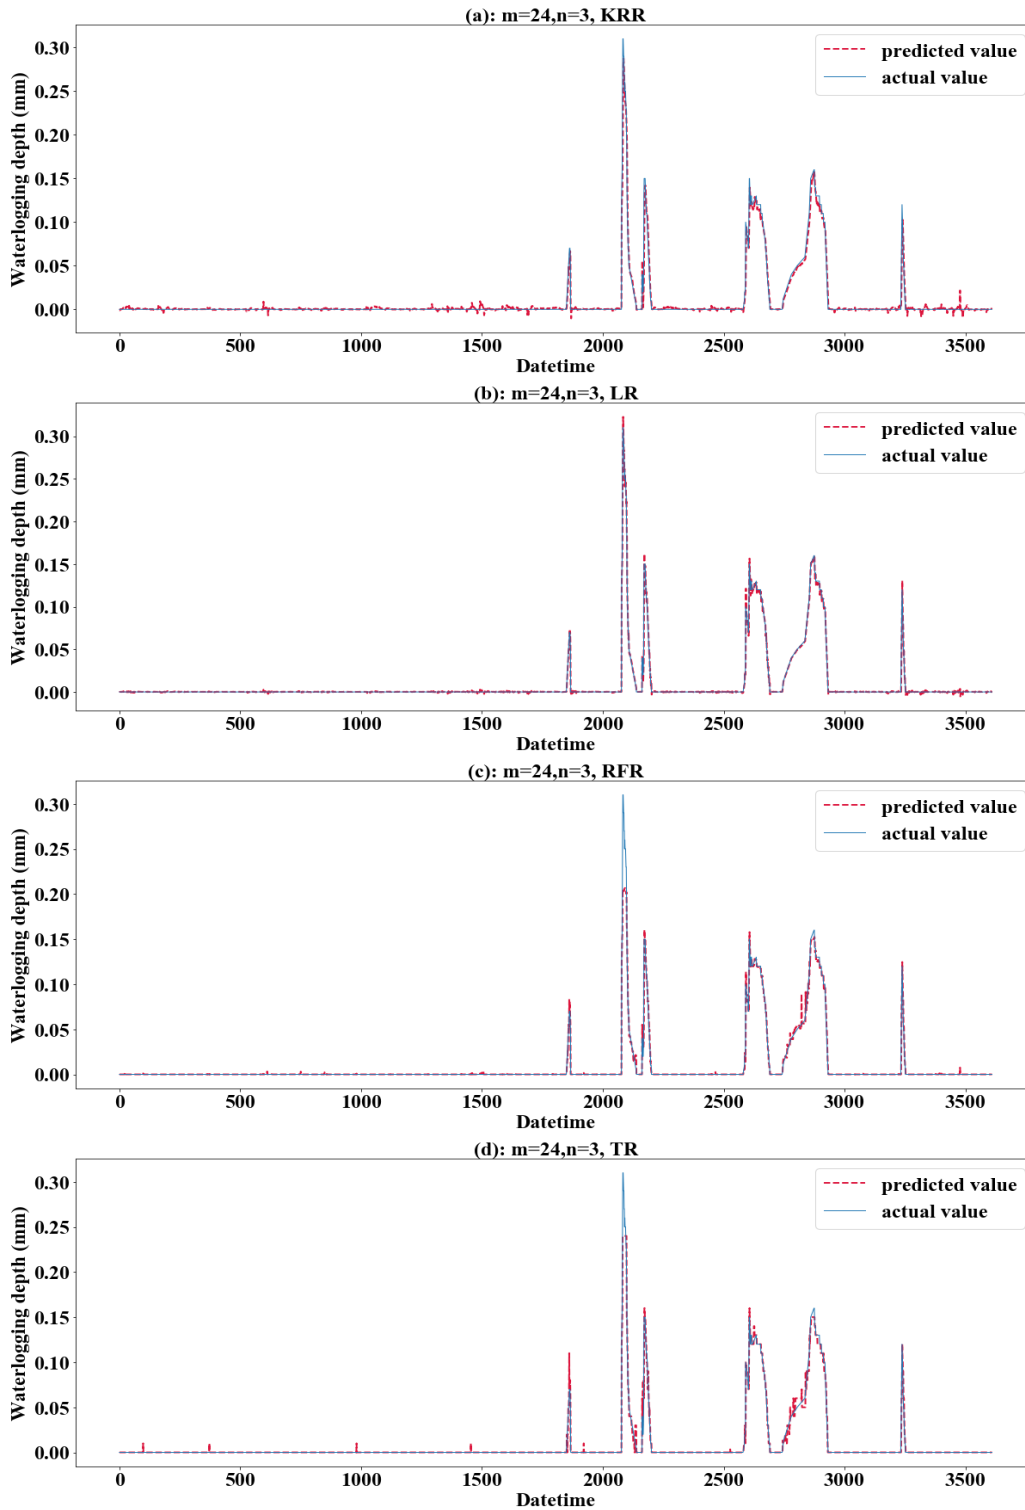 (a): m=24,n=3, KRR
Waterlogging depth (mm)
0.30
0.25
0.20
0.15
0.10
0.05
0.00
predicted value
actual value
0 500 1000 1500 2000 2500 3000 3500
Datetime
(b): m=24,n=3, LR
Waterlogging depth (mm)
0.30
0.25
0.20
0.15
0.10
0.05
0.00
predicted value
actual value
0 500 1000 1500 2000 2500 3000 3500
Datetime
(c): m=24,n=3, RFR
Waterlogging depth (mm)
0.30
0.25
0.20
0.15
0.10
0.05
0.00
predicted value
actual value
0 500 1000 1500 2000 2500 3000 3500
Datetime
(d): m=24,n=3, TR
Waterlogging depth (mm)
0.30
0.25
0.20
0.15
0.10
0.05
0.00
predicted value
actual value
0 500 1000 1500 2000 2500 3000 3500
Datetime